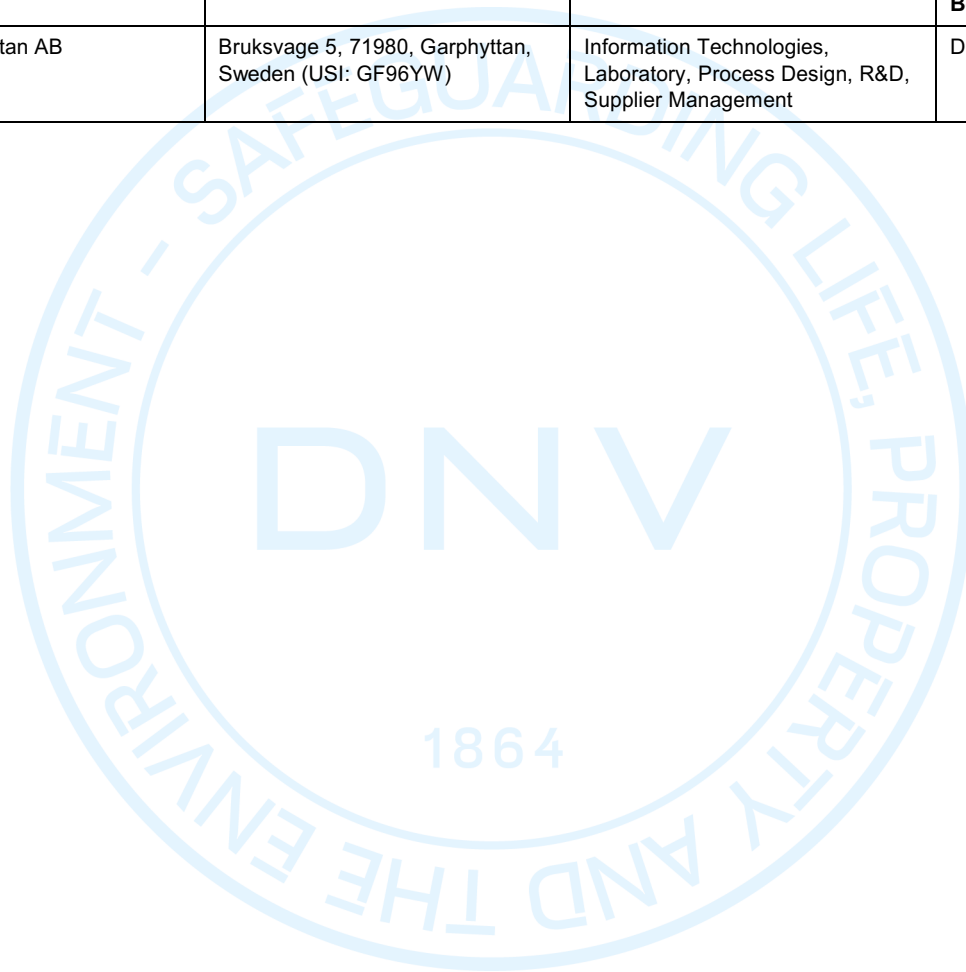 B
tan AB
Bruksvage 5, 71980, Garphyttan,
Sweden (USI: GF96YW)
Information Technologies,
Laboratory, Process Design, R&D,
Supplier Management
D
SAFEGUARDING LIFE, PROPERTY AND THE ENVIRONMENT -
DNV
1864